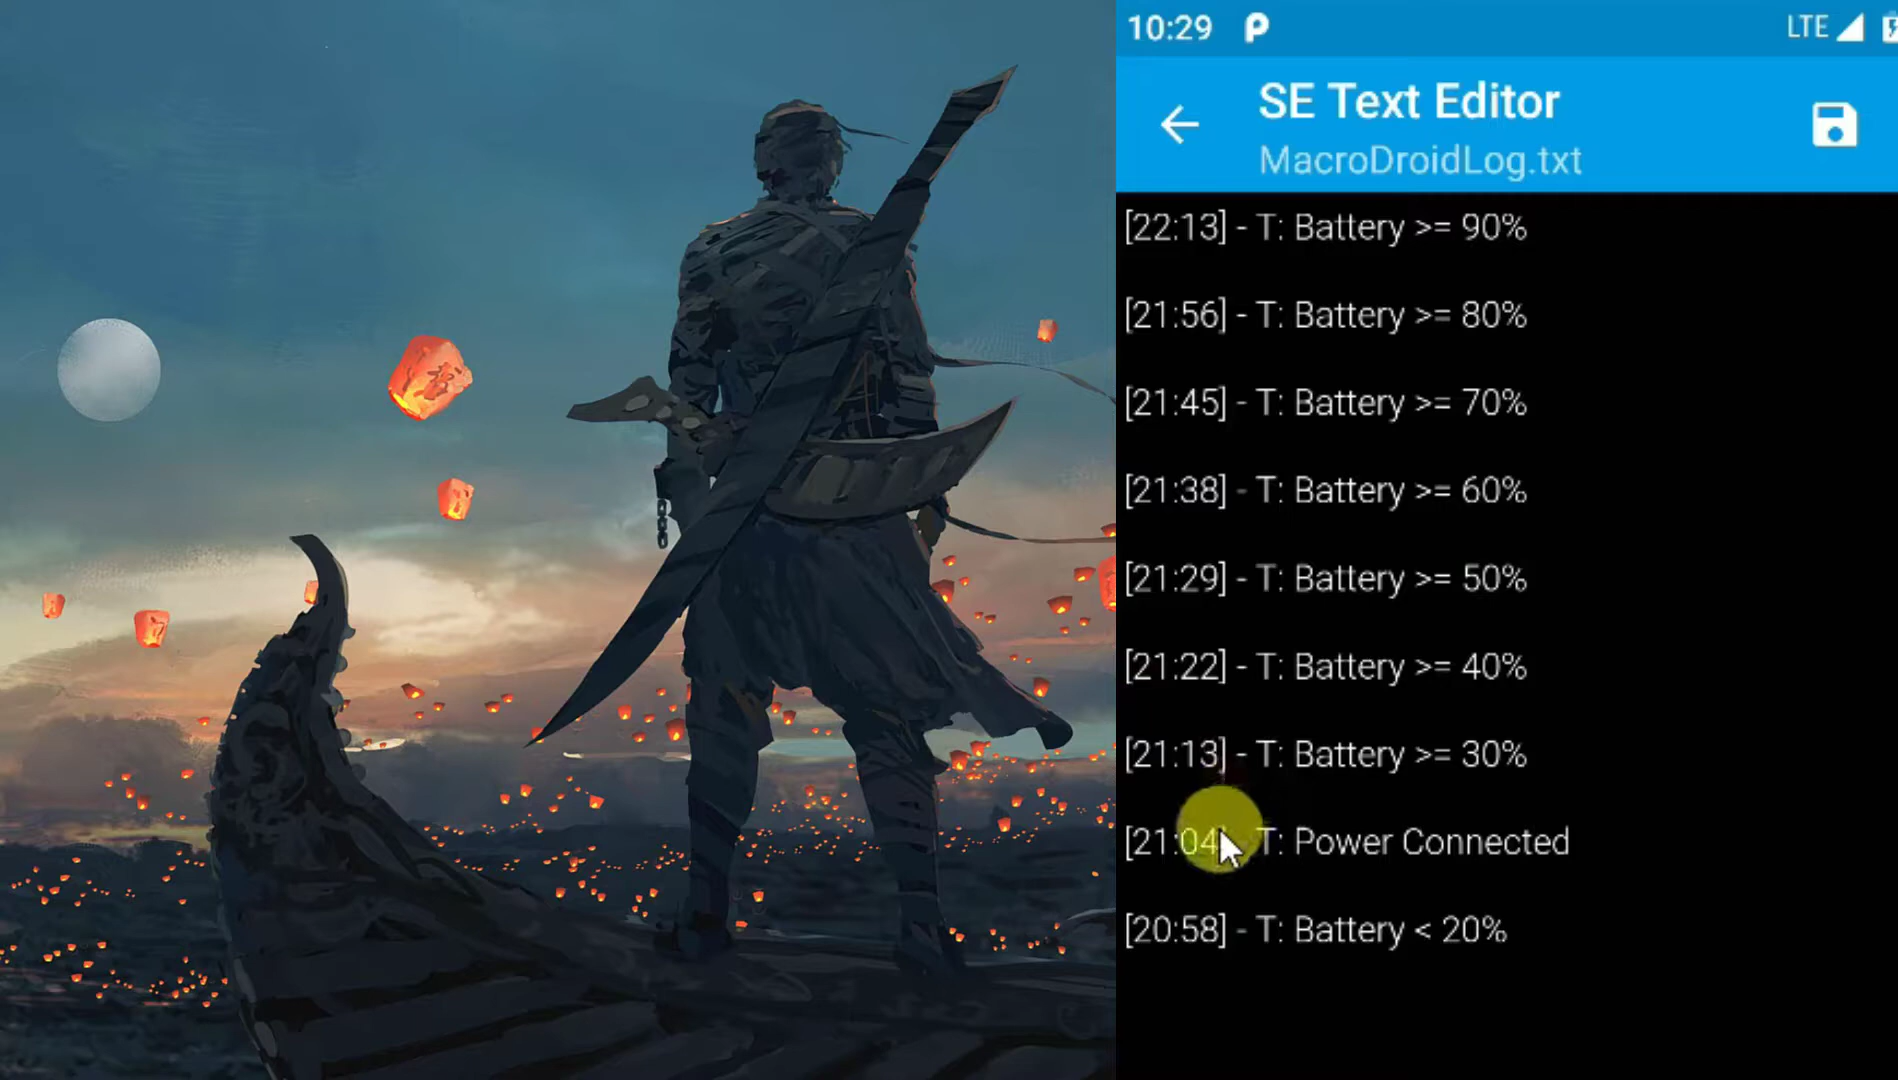 10:29 LTE
SE Text Editor
MacroDroidLog.txt
[22:13] - T: Battery >= 90%
[21:56] - T: Battery >= 80%
[21:45] - T: Battery >= 70%
[21:38] - T: Battery >= 60%
[21:29] - T: Battery >= 50%
[21:22] - T: Battery >= 40%
[21:13] - T: Battery >= 30%
[21:04] - T: Power Connected
[20:58] - T: Battery < 20%